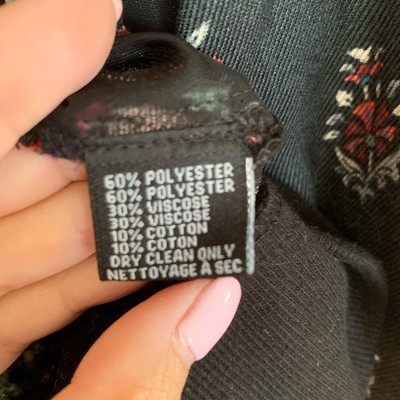 60% POLYESTER
60% POLYESTER
30% VISCOSE
30% VISCOSE
10% COTTON
10% COTON
DRY CLEAN ONLY
NETTOYAGE A SEC